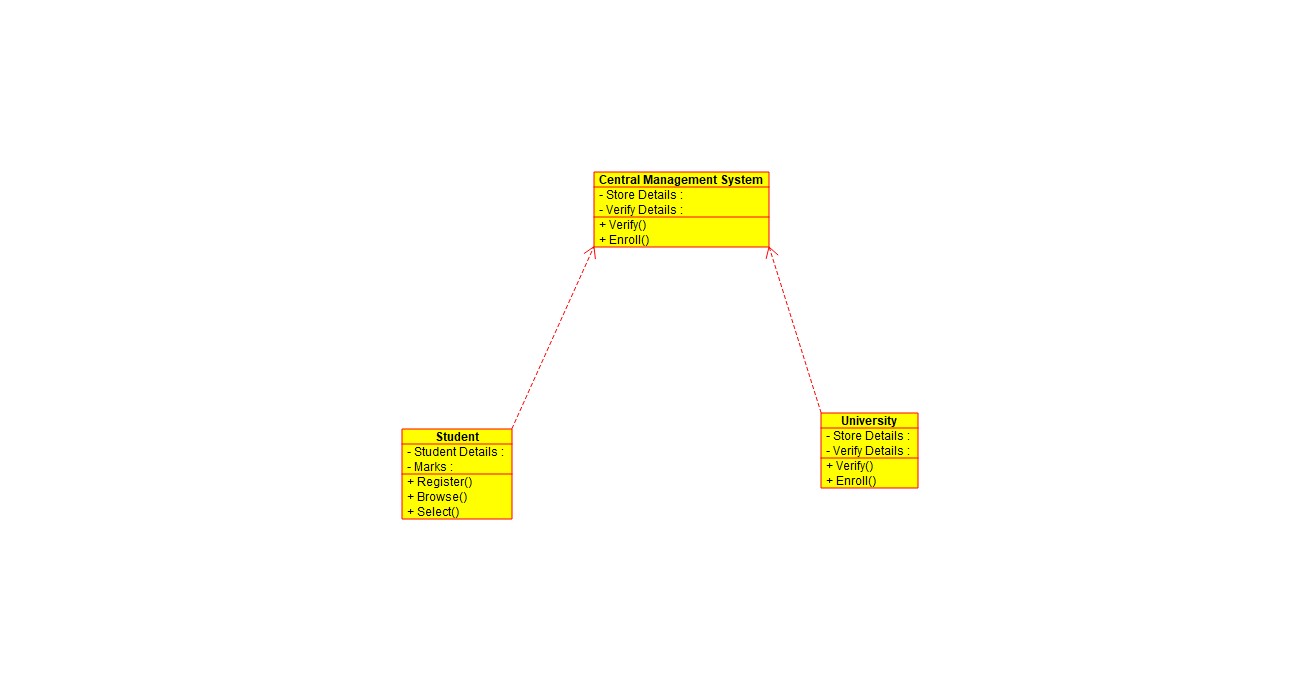 Central Management System
- Store Details :
- Verify Details :
+ Verify()
+ Enroll()
Student
- Student Details :
- Marks :
+ Register()
+ Browse()
+ Select()
University
- Store Details :
- Verify Details :
+ Verify()
+ Enroll()